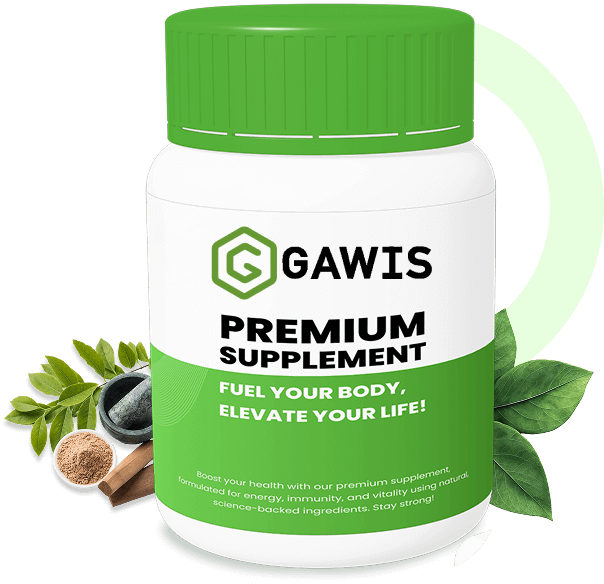 GAWIS
PREMIUM
SUPPLEMENT
FUEL YOUR BODY,
ELEVATE YOUR LIFE!
Boost your health with our premium supplement,
formulated for energy, immunity, and vitality using natural,
science-backed ingredients. Stay strong!